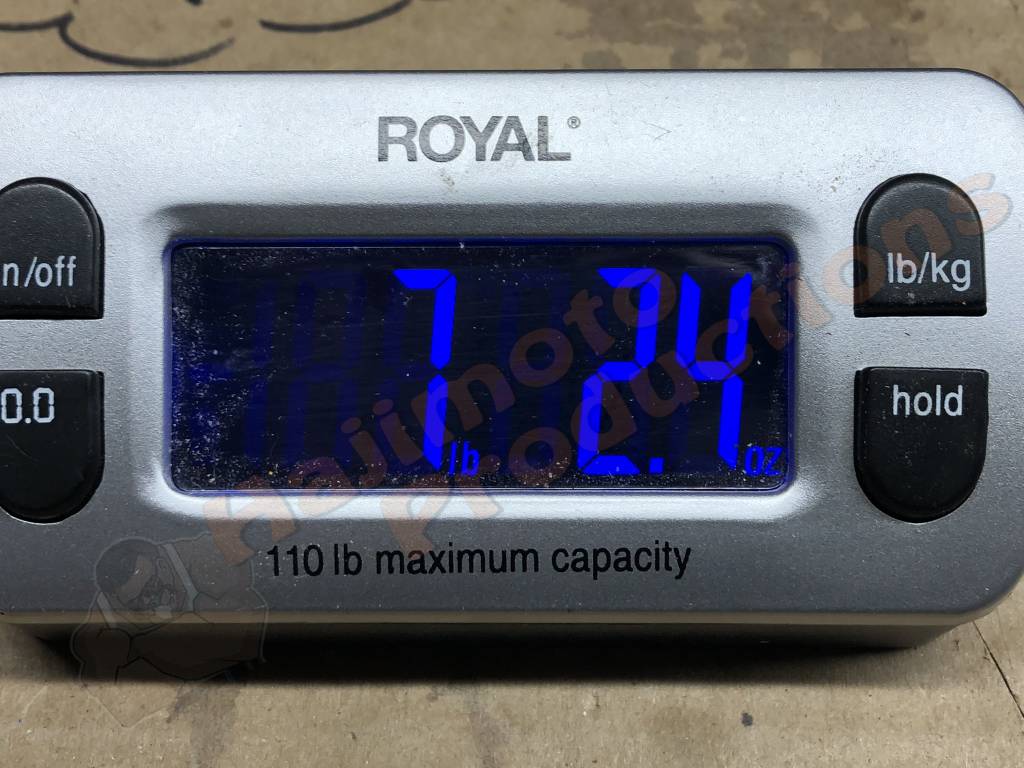 ROYAL®
n/off
lb/kg
7 lb 2.4 oz
0.0
hold
110 lb maximum capacity
Hajimoto
Productions